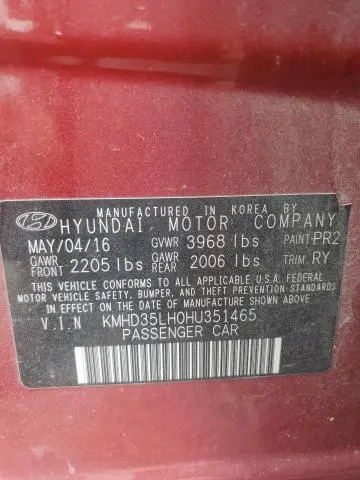 MANUFACTURED IN KOREA BY
HYUNDAI MOTOR COMPANY
MAY/04/16 GVWR 3968 lbs PAINT PR2
GAWR FRONT 2205 lbs GAWR REAR 2006 lbs TRIM. RY
THIS VEHICLE CONFORMS TO ALL APPLICABLE U.S.A. FEDERAL
MOTOR VEHICLE SAFETY, BUMPER, AND THEFT PREVENTION
STANDARDS IN EFFECT ON THE DATE OF MANUFACTURE SHOWN ABOVE.
V.I.N KMHD35LH0HU351465
PASSENGER CAR